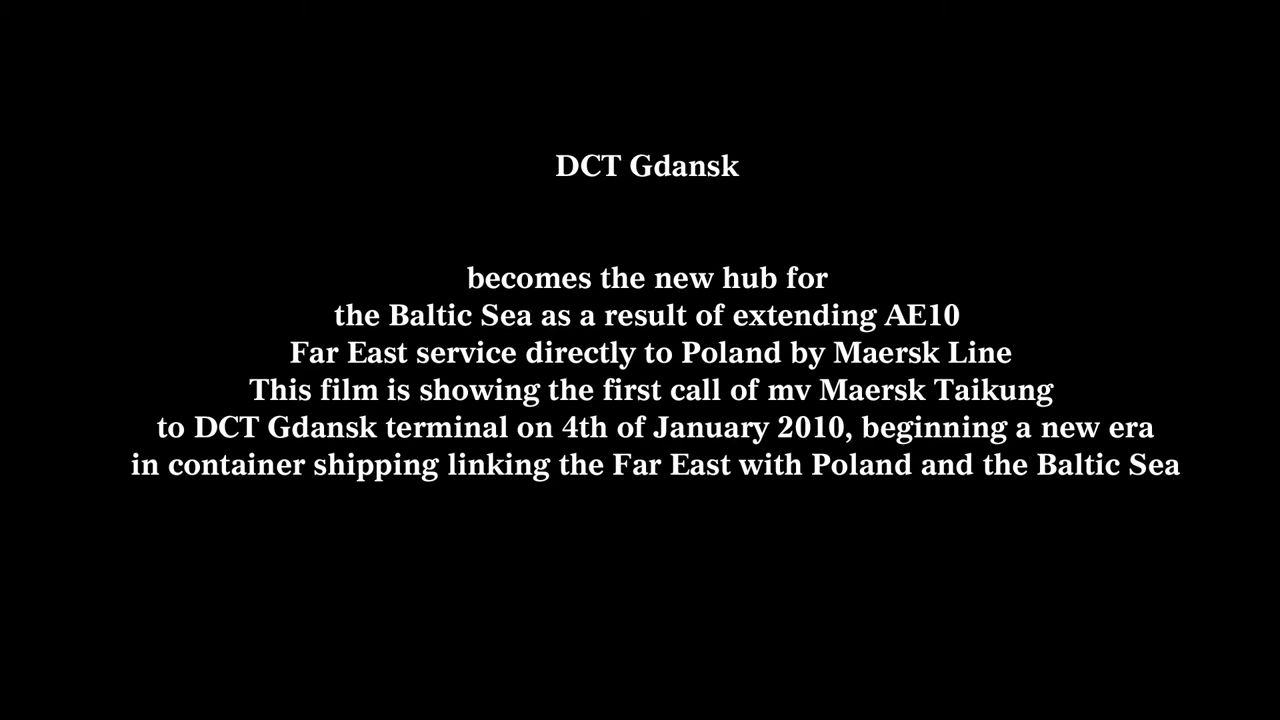 DCT Gdansk
becomes the new hub for
the Baltic Sea as a result of extending AE10
Far East service directly to Poland by Maersk Line
This film is showing the first call of mv Maersk Taikung
to DCT Gdansk terminal on 4th of January 2010, beginning a new era
in container shipping linking the Far East with Poland and the Baltic Sea